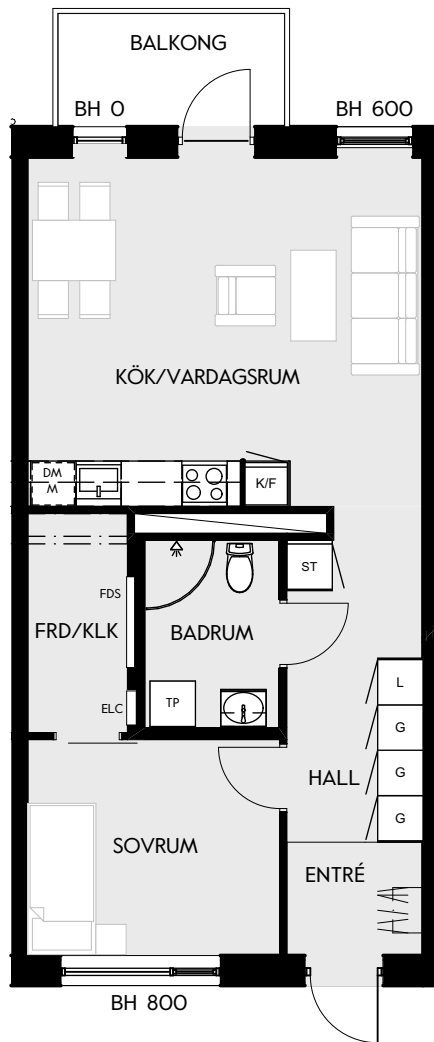 BALKONG
BH 0
BH 600
KÖK/VARDAGSRUM
DM
M
K/F
ST
FDS
FRD/KLK
BADRUM
L
TP
ELC
G
G
HALL
G
SOVRUM
ENTRÉ
BH 800